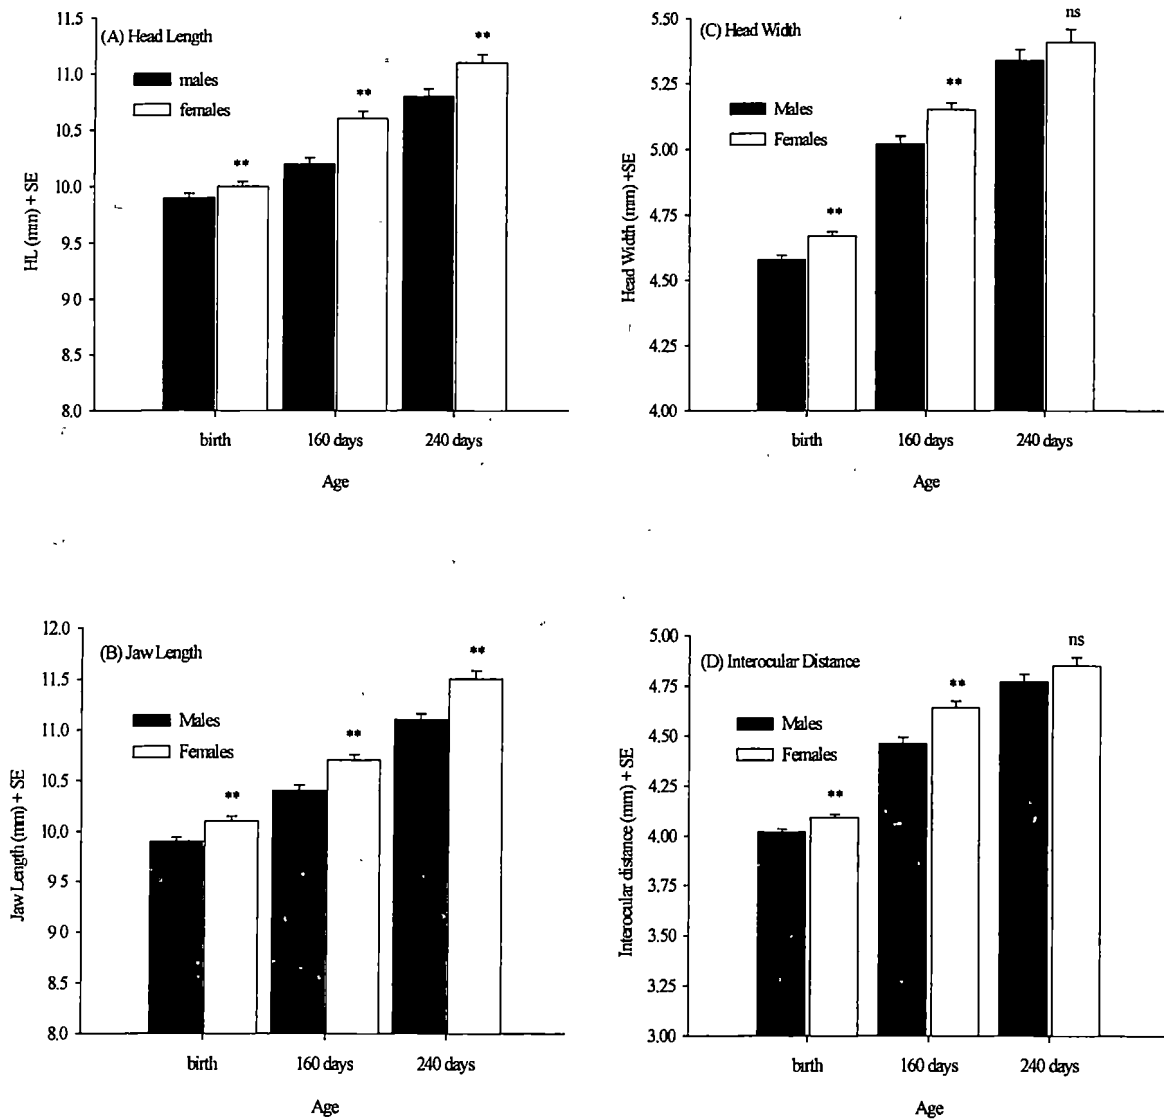 (A) Head Length
males
females
**
**
**
HL (mm) + SE
11.5
11.0
10.5
10.0
9.5
9 0
8.5
8.0
birth
160 days
240 days
Age
(C) Head Width
Males
Females
**
**
ns
Head Width (mm) +SE
5.50
5.25
5.00
4.75
4.50
4.25
4.00
birth
160 days
240 days
Age
(B) Jaw Length
Males
Females
**
**
**
Jaw Length (mm) + SE
12.0
11.5
11.0
10.5
10.0
9 5
9.0
8.5
8.0
birth
160 days
240 days
Age
(D) Interocular Distance
Males
Females
**
**
ns
Interocular distance (mm) + SE
5.00
4.75
4.50
4.25
4.00
3.75
3.50
3.25
3.00
birth
160 days
240 days
Age